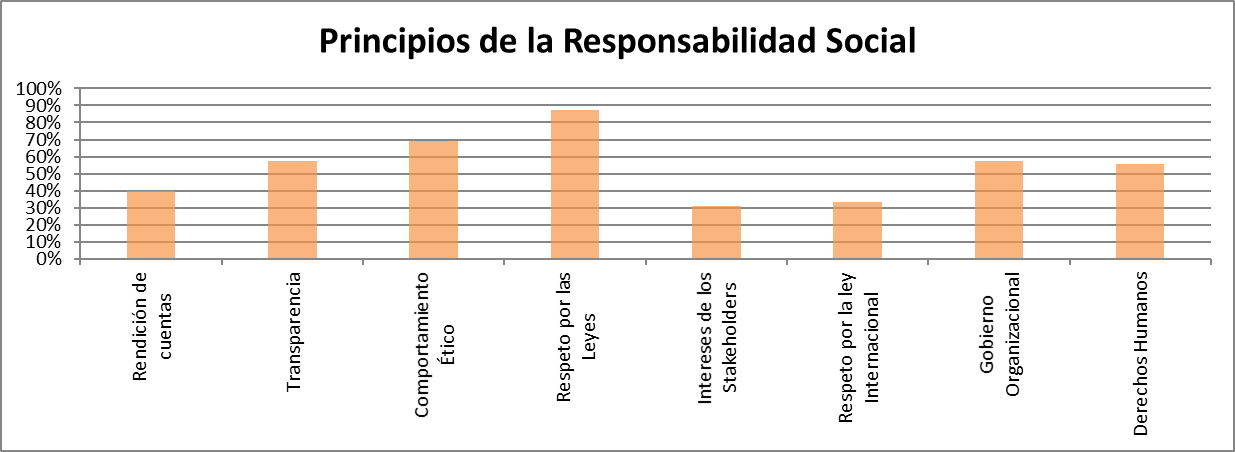 Principios de la Responsabilidad Social
100%
90%
80%
70%
60%
50%
40%
30%
20%
10%
0%
Rendición de
cuentas
Transparencia
Comportamiento
Ético
Respeto por las
Leyes
Intereses de los
Stakeholders
Respeto por la ley
Internacional
Gobierno
Organizacional
Derechos Humanos